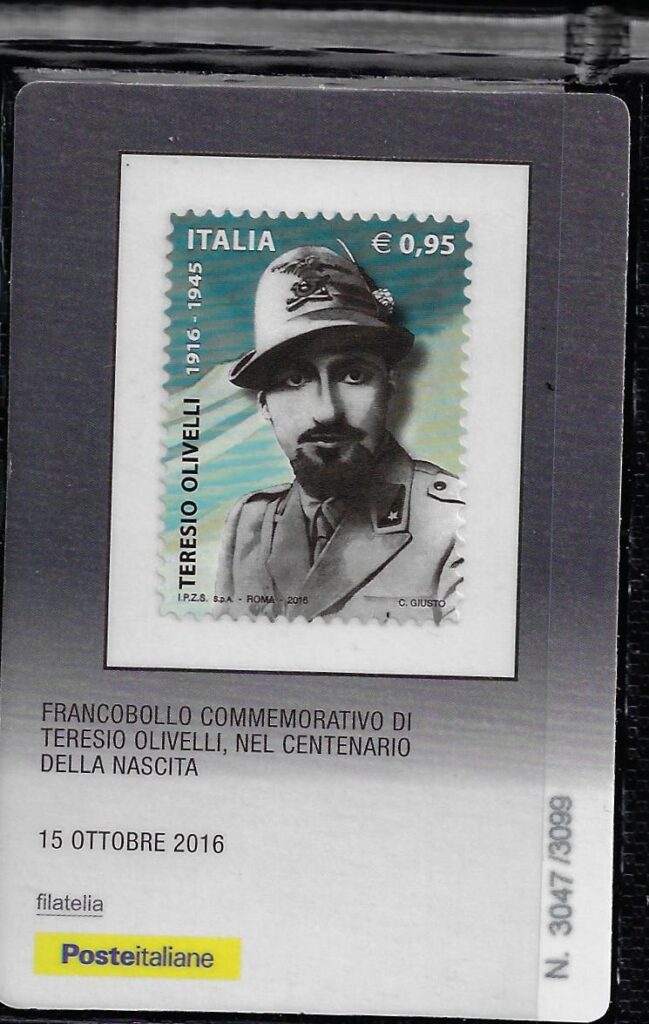 ITALIA
€ 0,95
1916 - 1945
TERESIO OLIVELLI
I.P.Z.S. S.p.A. - ROMA - 2016
C. GIUSTO
FRANCOBOLLO COMMEMORATIVO DI
TERESIO OLIVELLI, NEL CENTENARIO
DELLA NASCITA
15 OTTOBRE 2016
filatelia
Posteitaliane
N. 3047 /3099